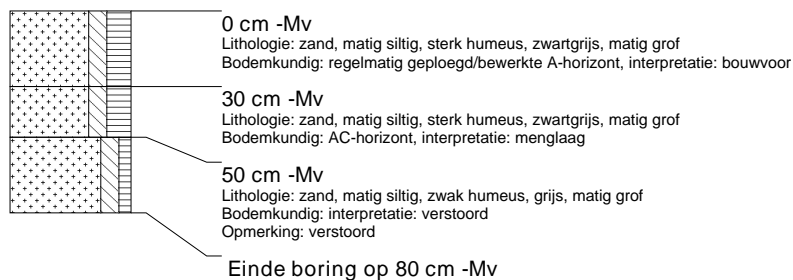 0 cm -Mv
Lithologie: zand, matig siltig, sterk humeus, zwartgrijs, matig grof
Bodemkundig: regelmatig geploegd/bewerkte A-horizont, interpretatie: bouwvoor
30 cm -Mv
Lithologie: zand, matig siltig, sterk humeus, zwartgrijs, matig grof
Bodemkundig: AC-horizont, interpretatie: menglaag
50 cm -Mv
Lithologie: zand, matig siltig, zwak humeus, grijs, matig grof
Bodemkundig: interpretatie: verstoord
Opmerking: verstoord
Einde boring op 80 cm -Mv